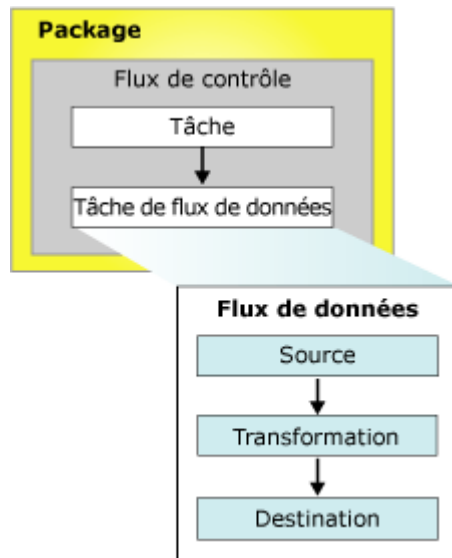 Package
Flux de contrôle
Tâche
Tâche de flux de données
Flux de données
Source
Transformation
Destination